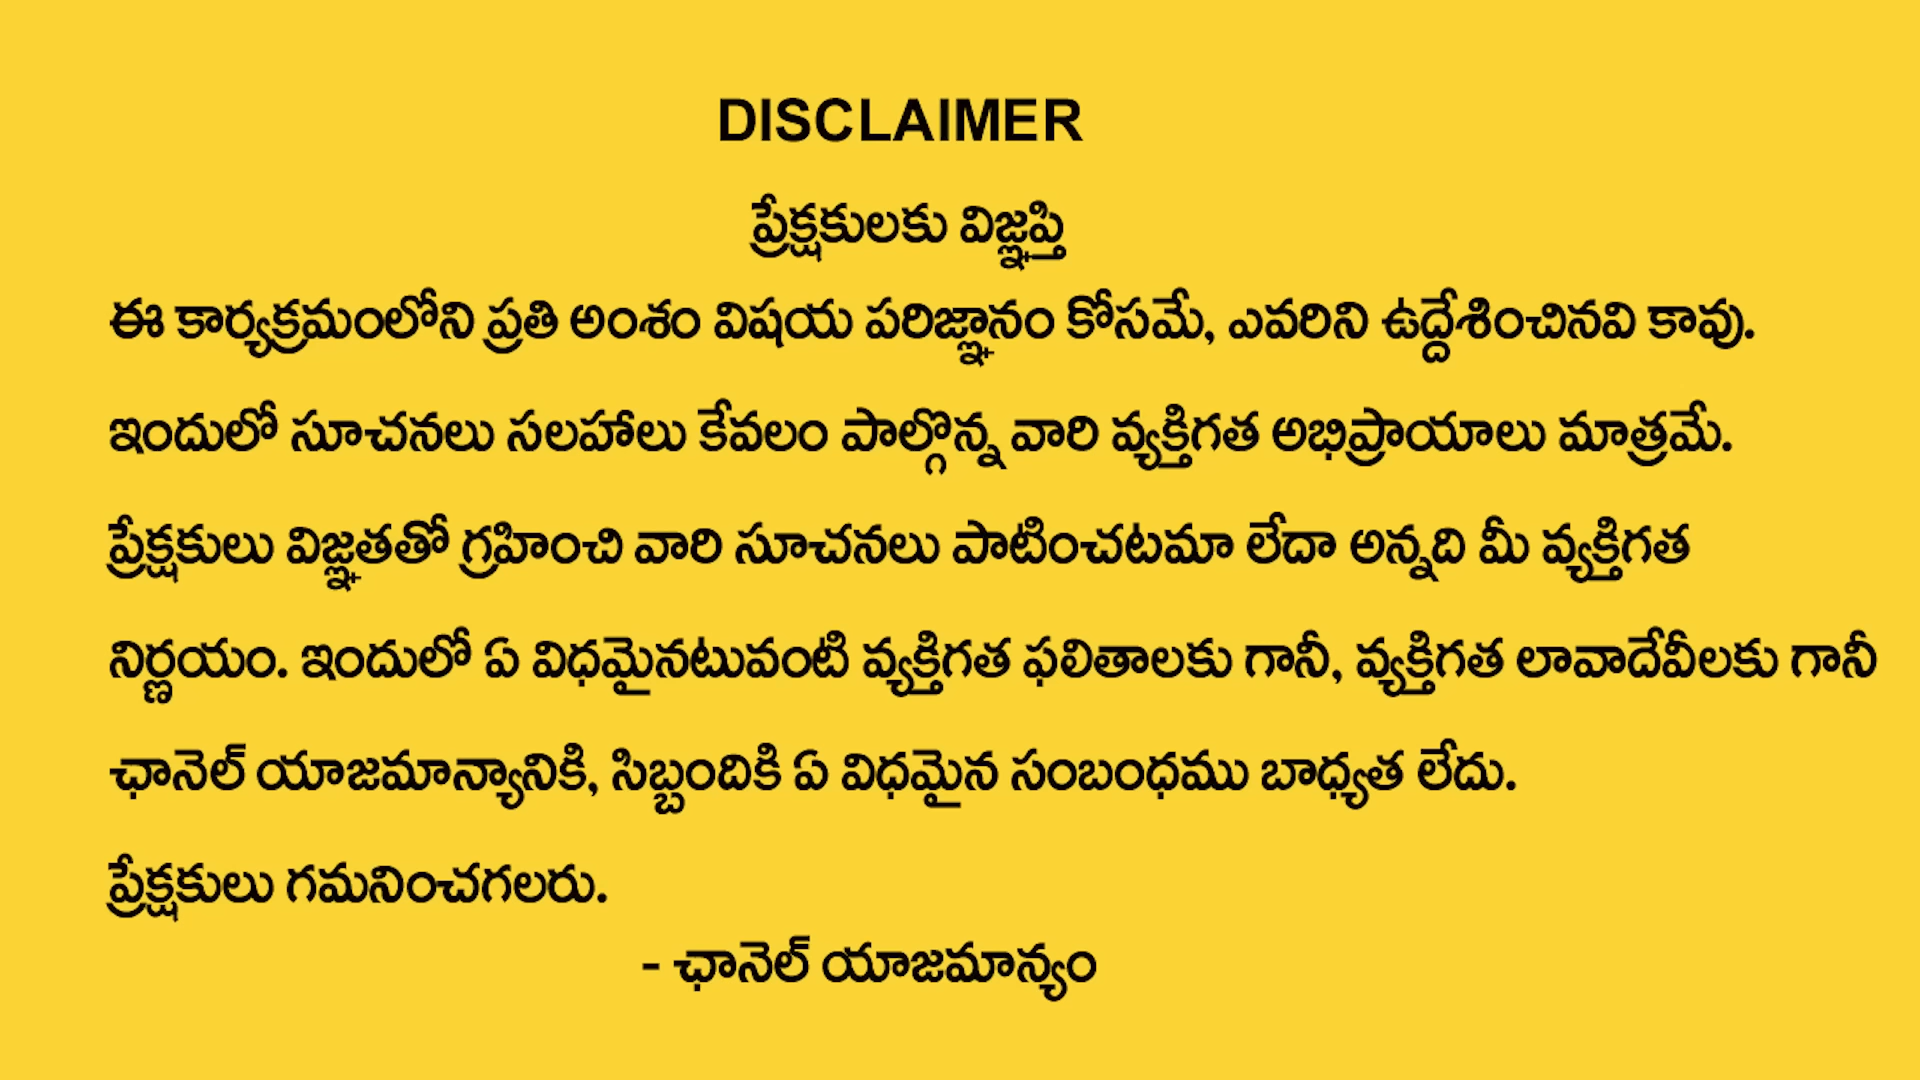 DISCLAIMER
ప్రేక్షకులకు విజ్ఞప్తి
ఈ కార్యక్రమంలోని ప్రతి అంశం విషయ పరిజ్ఞానం కోసమే, ఎవరిని ఉద్దేశించినవి కావు.
ఇందులో సూచనలు సలహాలు కేవలం పాల్గొన్న వారి వ్యక్తిగత అభిప్రాయాలు మాత్రమే.
ప్రేక్షకులు విజ్ఞతతో గ్రహించి వారి సూచనలు పాటించటమా లేదా అన్నది మీ వ్యక్తిగత
నిర్ణయం. ఇందులో ఏ విధమైనటువంటి వ్యక్తిగత ఫలితాలకు గానీ, వ్యక్తిగత లావాదేవీలకు గానీ
ఛానెల్ యాజమాన్యానికి, సిబ్బందికి ఏ విధమైన సంబంధము బాధ్యత లేదు.
ప్రేక్షకులు గమనించగలరు.
- ఛానెల్ యాజమాన్యం